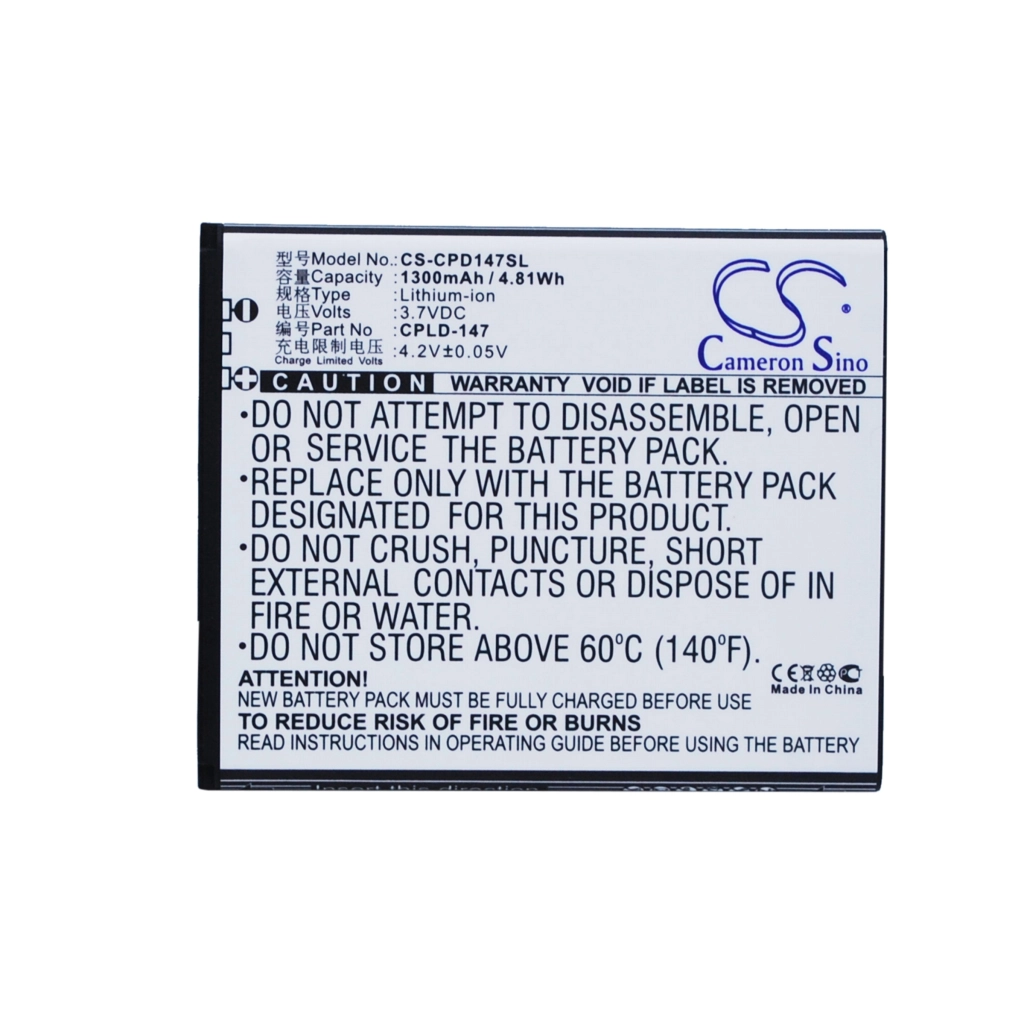 型号Model No.: CS-CPD147SL
容量Capacity: 1300mAh / 4.81Wh
规格Type : Lithium-ion
电压Volts : 3.7VDC
编号P/No. : CPLD-147
充电限制电压 : 4.2V±0.05V
Charge Limited Volts
CS®
Cameron Sino
CAUTION WARRANTY VOID IF LABEL IS REMOVED
•DO NOT ATTEMPT TO DISASSEMBLE, OPEN
OR SERVICE THE BATTERY PACK.
•REPLACE ONLY WITH THE BATTERY PACK
DESIGNATED FOR THIS PRODUCT.
•DO NOT CRUSH, PUNCTURE, SHORT
EXTERNAL CONTACTS OR DISPOSE OF IN
FIRE OR WATER.
•DO NOT STORE ABOVE 60°C (140°F).
CE
Made In China
ATTENTION!
NEW BATTERY PACK MUST BE FULLY CHARGED BEFORE USE
TO REDUCE RISK OF FIRE OR BURNS
READ INSTRUCTIONS IN OPERATING GUIDE BEFORE USING THE BATTERY
Insert this direction